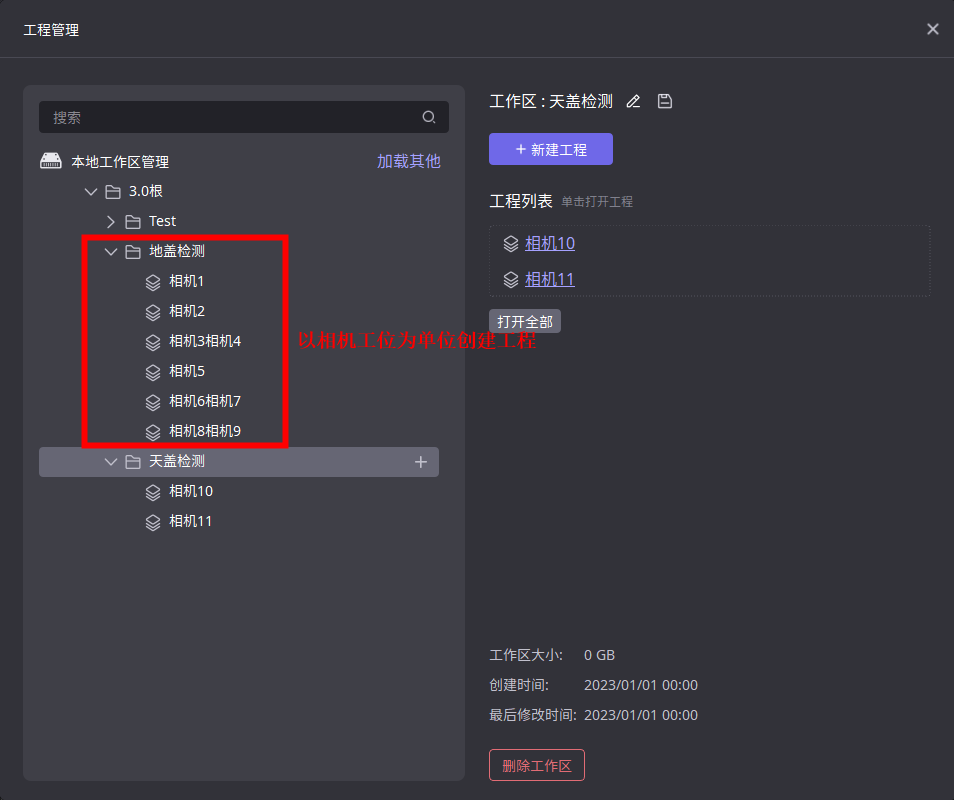 工程管理
搜索
本地工作区管理
加载其他
3.0根
Test
地盖检测
相机1
相机2
相机3相机4
相机5
相机6相机7
相机8相机9
天盖检测
相机10
相机11
以相机工位为单位创建工程
工作区 : 天盖检测
+ 新建工程
工程列表 单击打开工程
相机10
相机11
打开全部
工作区大小: 0 GB
创建时间: 2023/01/01 00:00
最后修改时间: 2023/01/01 00:00
删除工作区